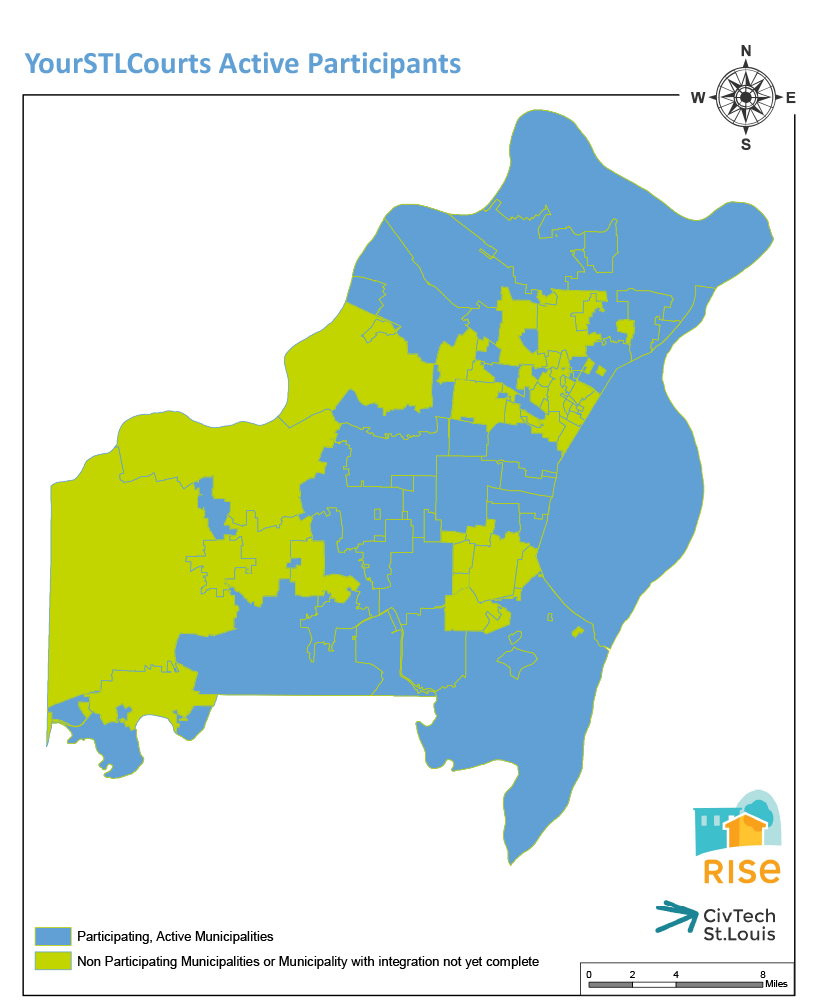 YourSTLCourts Active Participants
N
W
E
S
RISe
CivTech
St.Louis
Participating, Active Municipalities
Non Participating Municipalities or Municipality with integration not yet complete
0 2 4 8
Miles